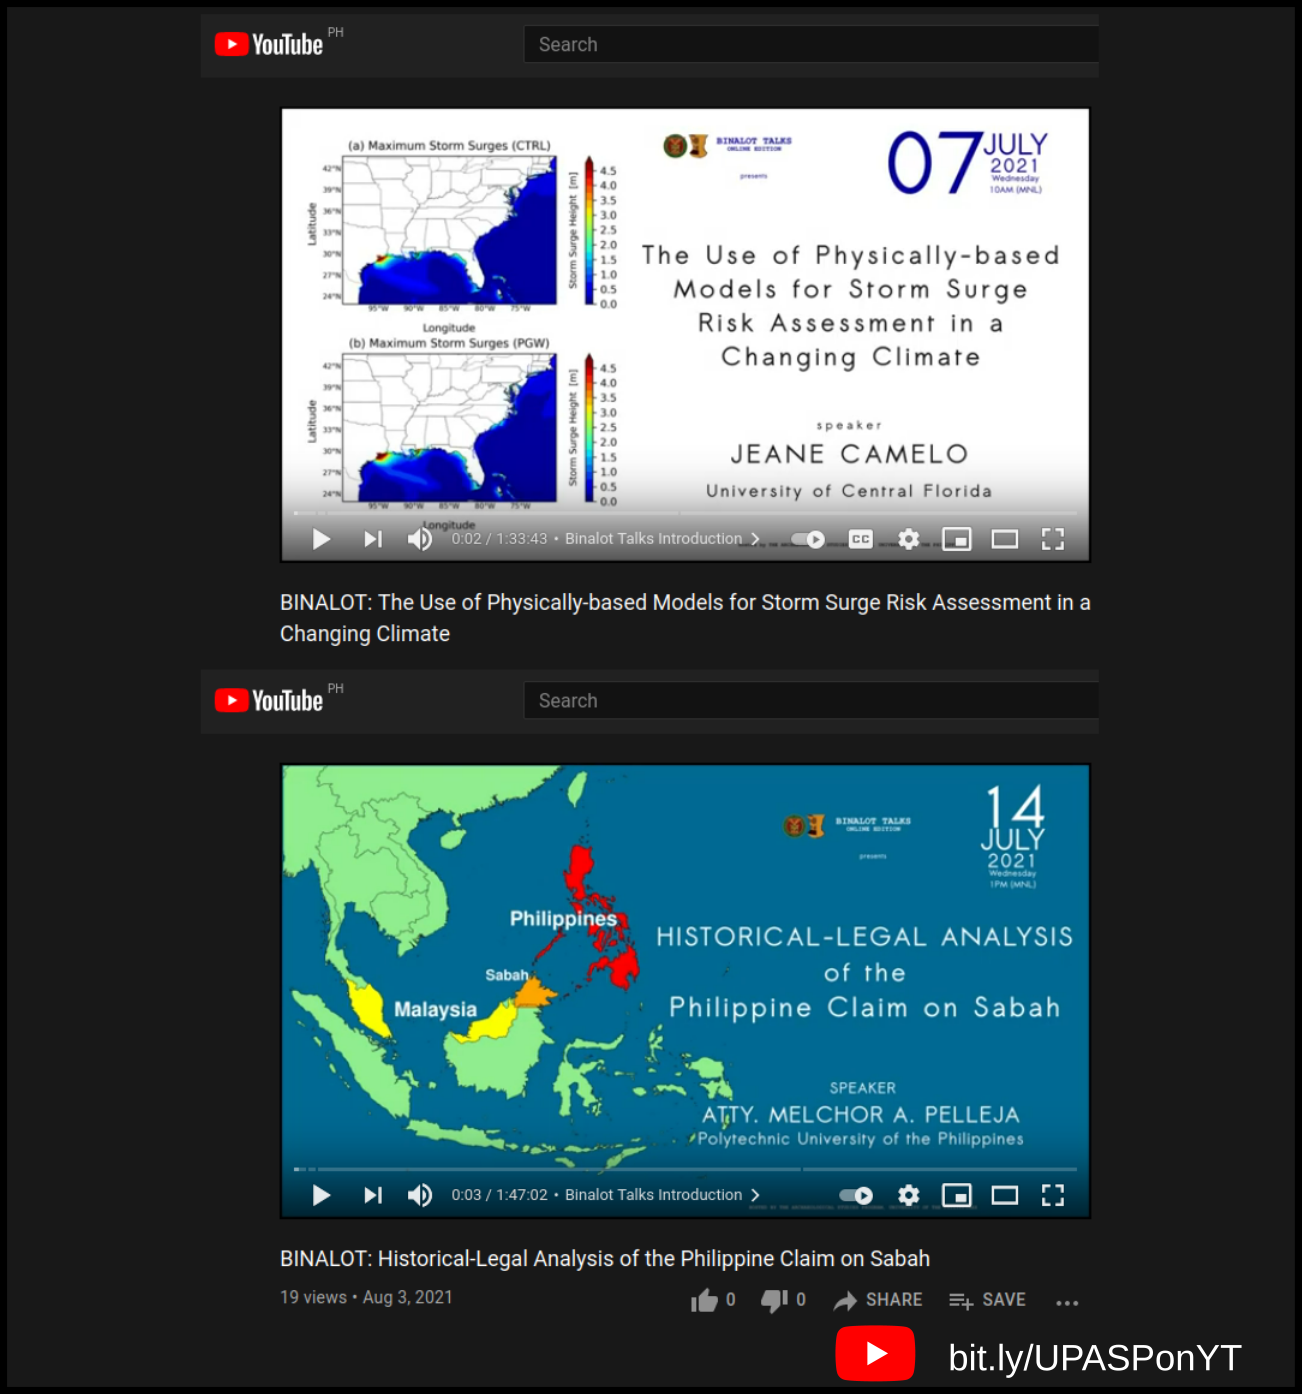 YouTube PH
Search
(a) Maximum Storm Surges (CTRL)
42°N
39°N
36°N
33°N
30°N
27°N
24°N
Latitude
95°W 90°W 85°W 80°W 75°W
Longitude
4.5
4.0
3.5
3.0
2.5
2.0
1.5
1.0
0.5
0.0
Storm Surge Height [m]
(b) Maximum Storm Surges (PGW)
42°N
39°N
36°N
33°N
30°N
27°N
24°N
Latitude
95°W 90°W 85°W 80°W 75°W
Longitude
4.5
4.0
3.5
3.0
2.5
2.0
1.5
1.0
0.5
0.0
Storm Surge Height [m]
BINALOT TALKS
ONLINE EDITION
presents
07 JULY
2021
Wednesday
10AM (MNL)
The Use of Physically-based
Models for Storm Surge
Risk Assessment in a
Changing Climate
speaker
JEANE CAMELO
University of Central Florida
0:02 / 1:33:43 • Binalot Talks Introduction
CC
BINALOT: The Use of Physically-based Models for Storm Surge Risk Assessment in a
Changing Climate
YouTube PH
Search
Philippines
Sabah
Malaysia
BINALOT TALKS
ONLINE EDITION
presents
14
JULY
2021
Wednesday
1PM (MNL)
HISTORICAL-LEGAL ANALYSIS
of the
Philippine Claim on Sabah
SPEAKER
ATTY. MELCHOR A. PELLEJA
Polytechnic University of the Philippines
0:03 / 1:47:02 • Binalot Talks Introduction
BINALOT: Historical-Legal Analysis of the Philippine Claim on Sabah
19 views • Aug 3, 2021
0 0 SHARE SAVE
bit.ly/UPASPonYT